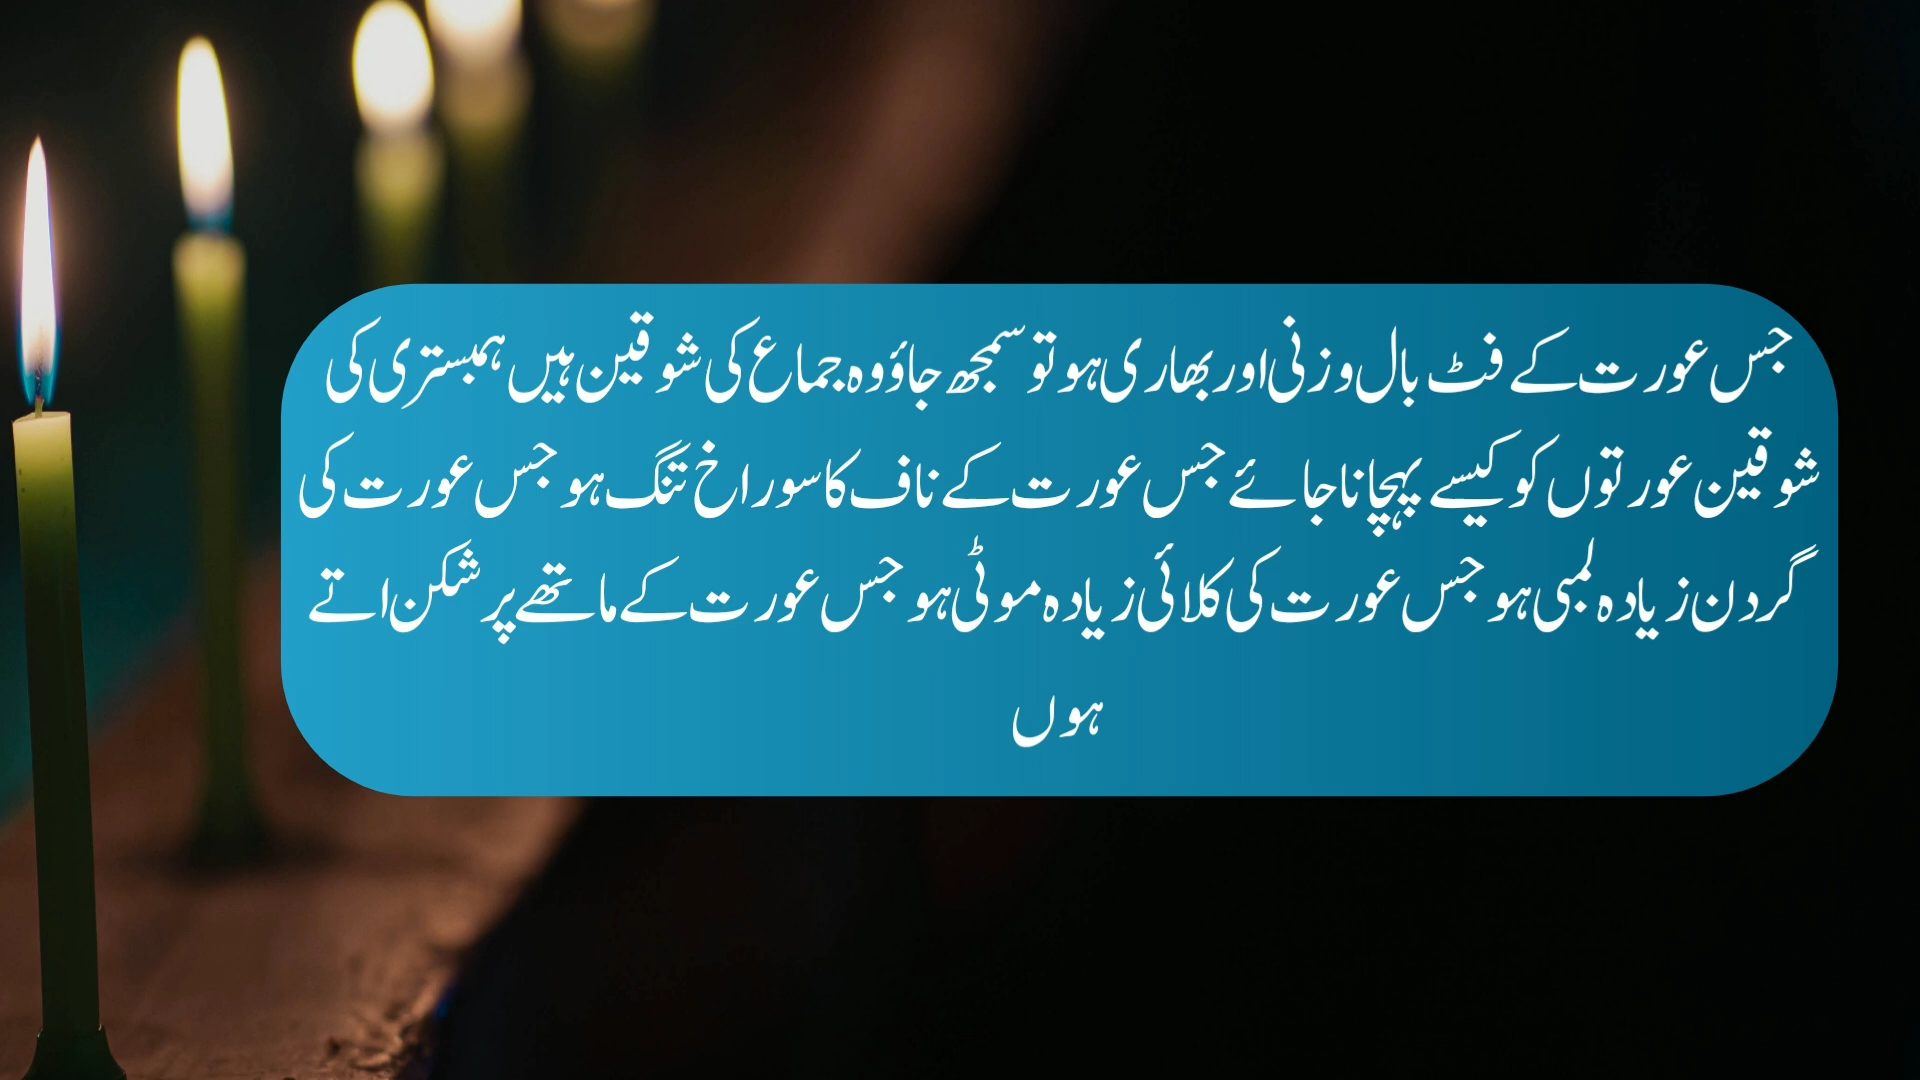 جس عورت کے فٹ بال وزنی اور بھاری ہو تو سمجھ جاؤ وہ جماع کی شوقین ہیں ہمبستری کی
شوقین عورتوں کو کیسے پہچانا جائے جس عورت کے ناف کا سوراخ تنگ ہو جس عورت کی
گردن زیادہ لمبی ہو جس عورت کی کلائی زیادہ موٹی ہو جس عورت کے ماتھے پر شکن اتے
ہوں